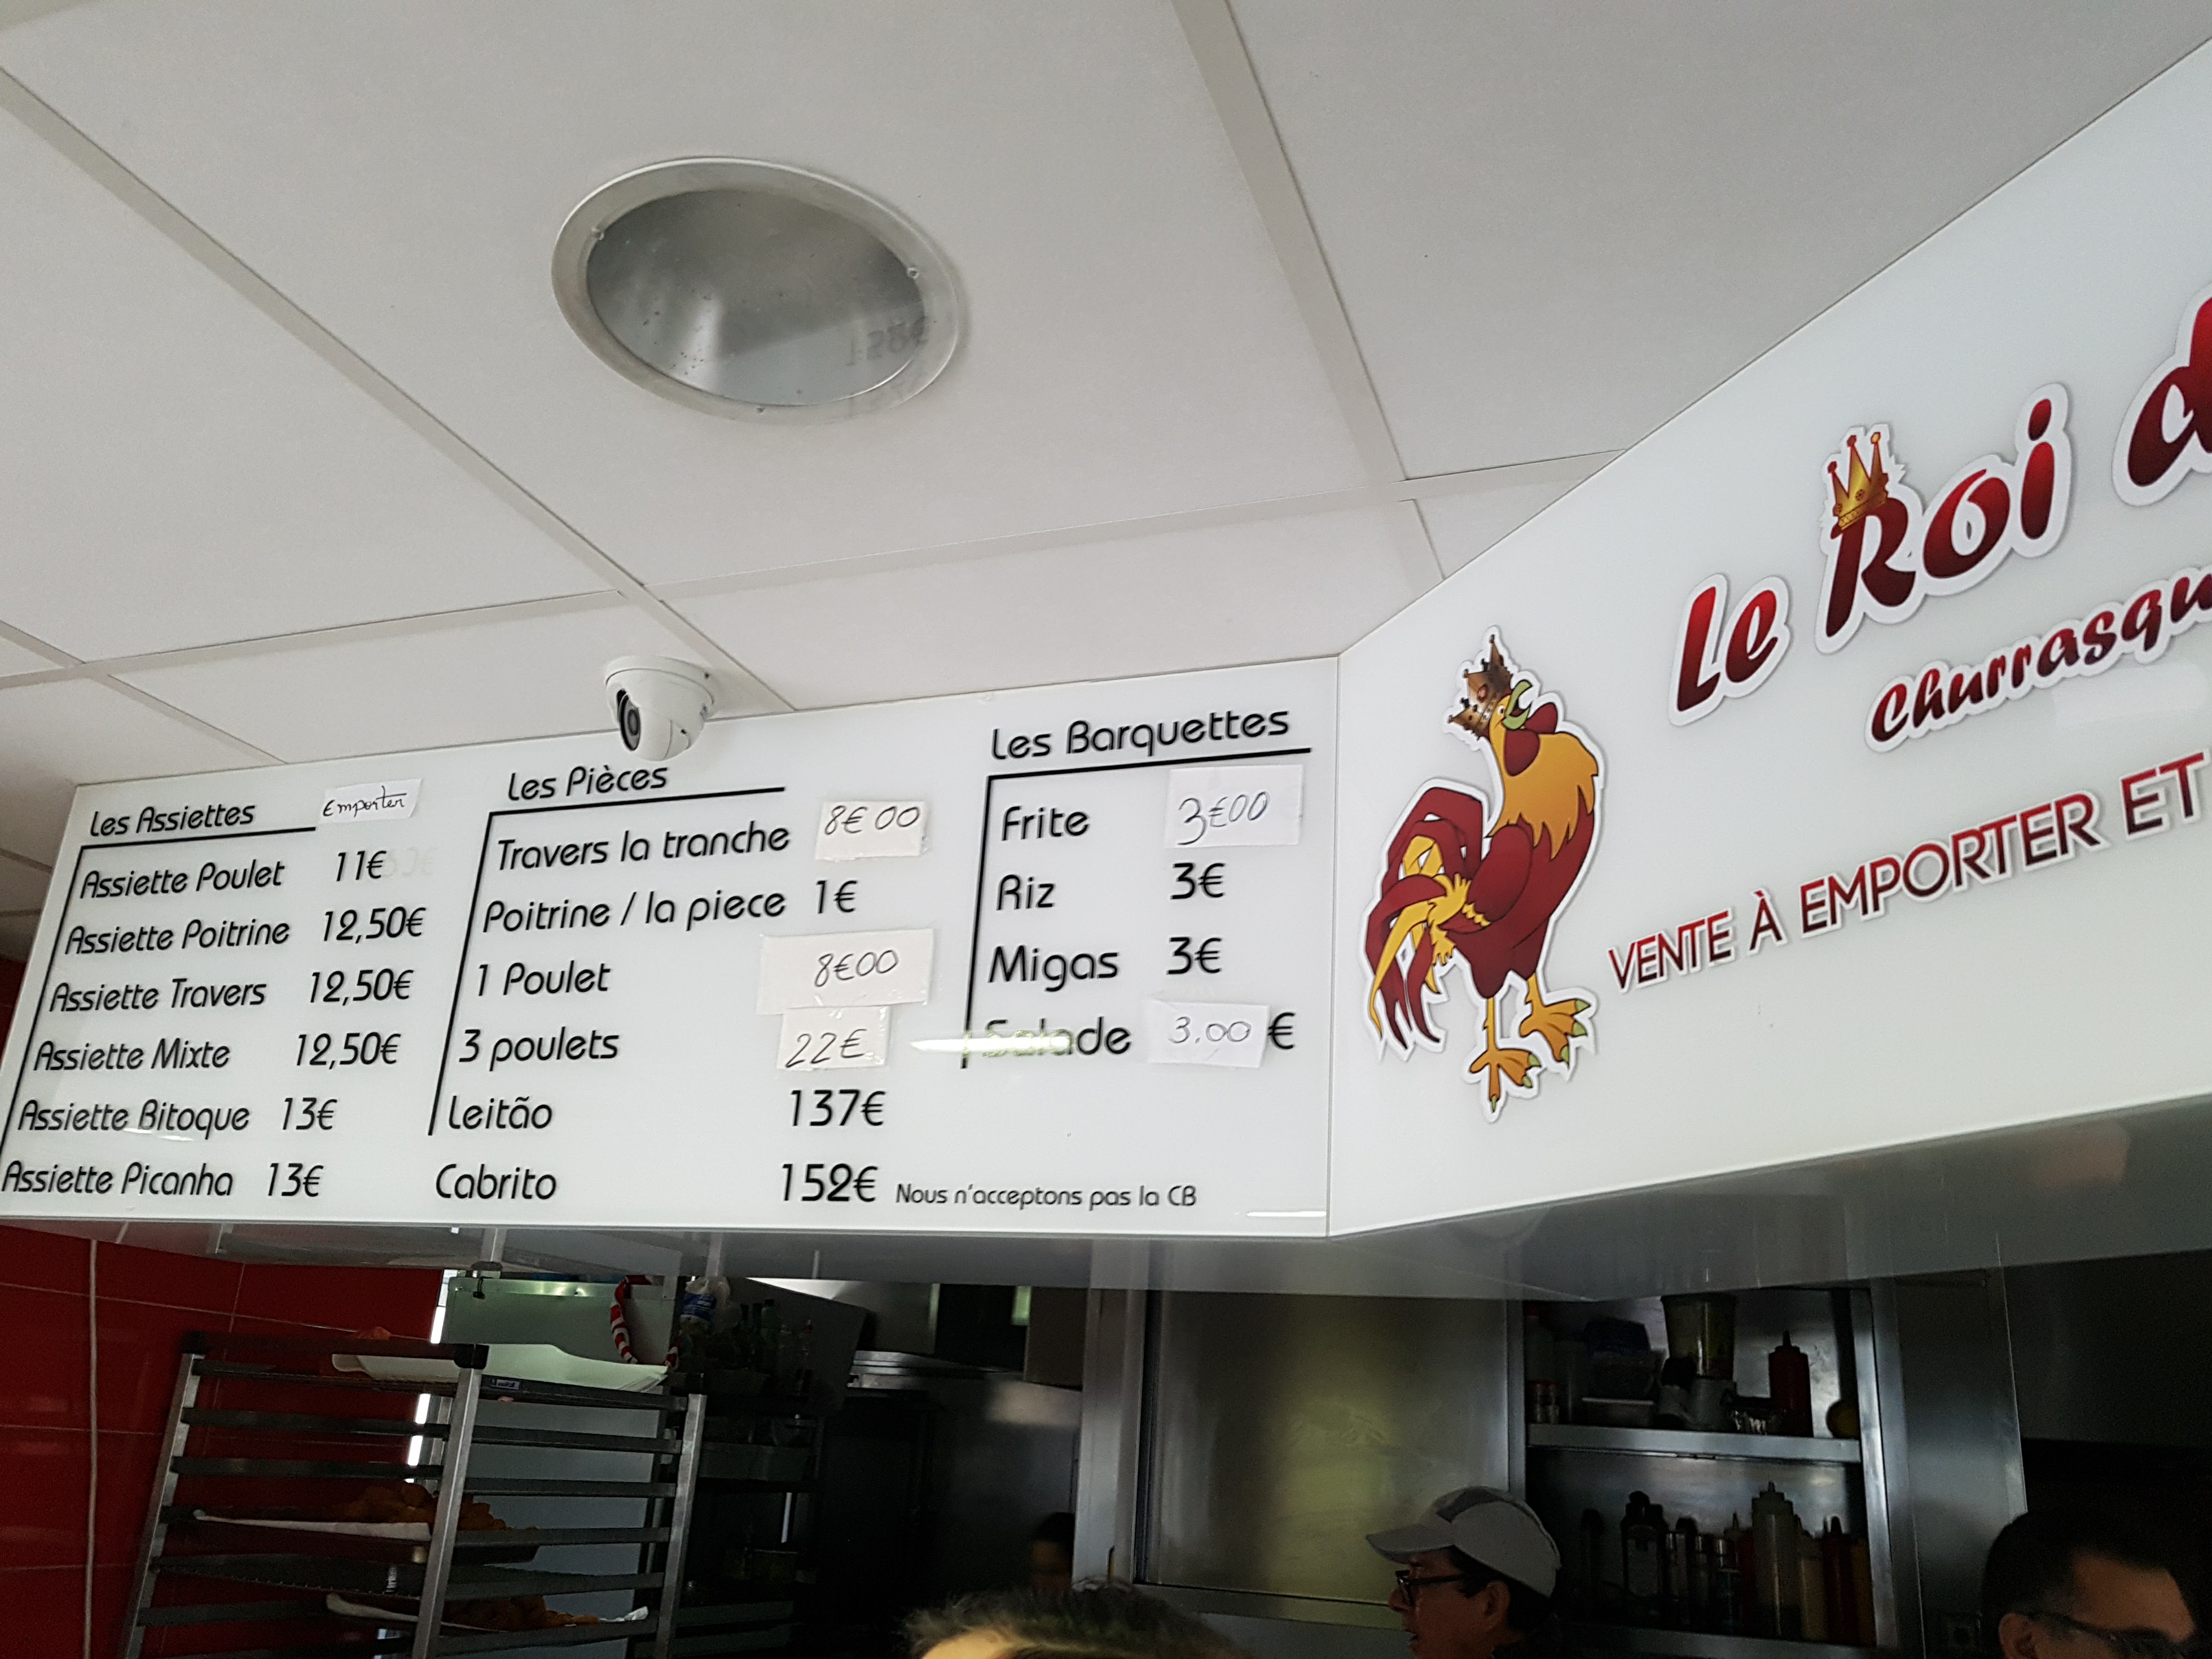 Les Assiettes Emporter
Assiette Poulet 11€
Assiette Poitrine 12,50€
Assiette Travers 12,50€
Assiette Mixte 12,50€
Assiette Bitoque 13€
Assiette Picanha 13€
Les Pièces
Travers la tranche 8€00
Poitrine / la piece 1€
1 Poulet 8€00
3 poulets 22€
Leitão 137€
Cabrito 152€
Les Barquettes
Frite 3€00
Riz 3€
Migas 3€
Salade 3.00 €
Nous n'acceptons pas la CB
Le Roi d
Churrasqu
VENTE À EMPORTER ET